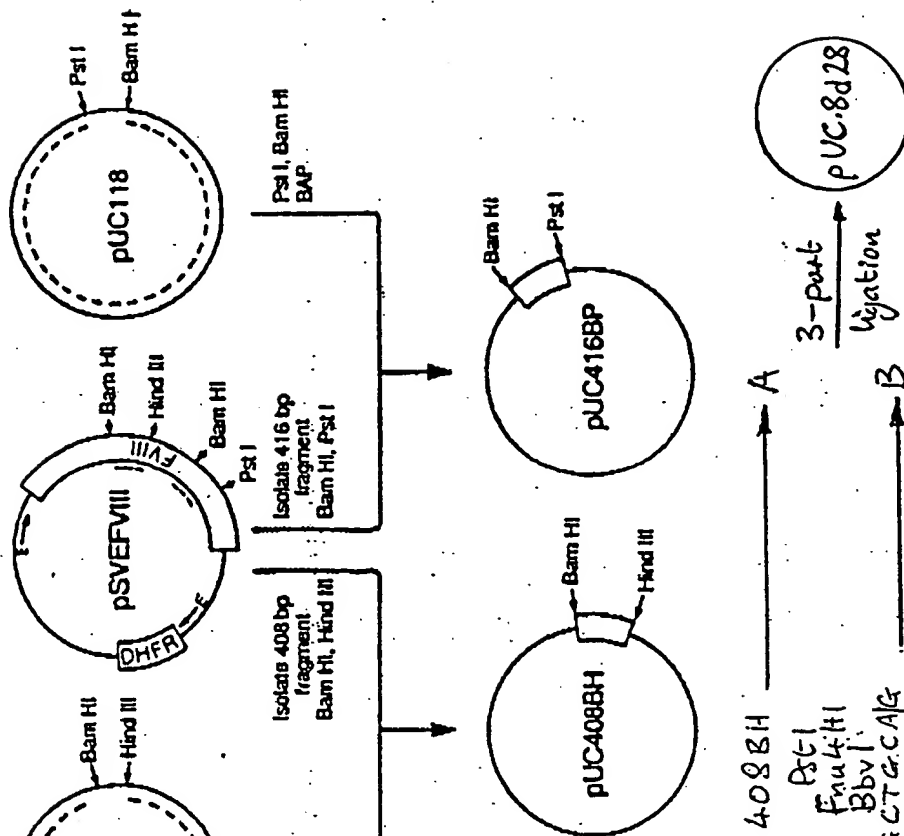 Pst I
Bam HI
pUC118
Pst I, Bam HI
BAP
Bam HI
Hind III
FVIII
Bam HI
Pst I
pSVEFVIII
DHFR
E
Isolate 416 bp
fragment
Bam HI, Pst I
Isolate 408 bp
fragment
Bam HI, Hind III
Bam HI
Hind III
Bam HI
Pst I
pUC416BP
Bam HI
Hind III
pUC408BH
408BH
A
Pst I
Fnu4HI
BbvI
CTGCA/G
B
3-part
ligation
pUC.8d28